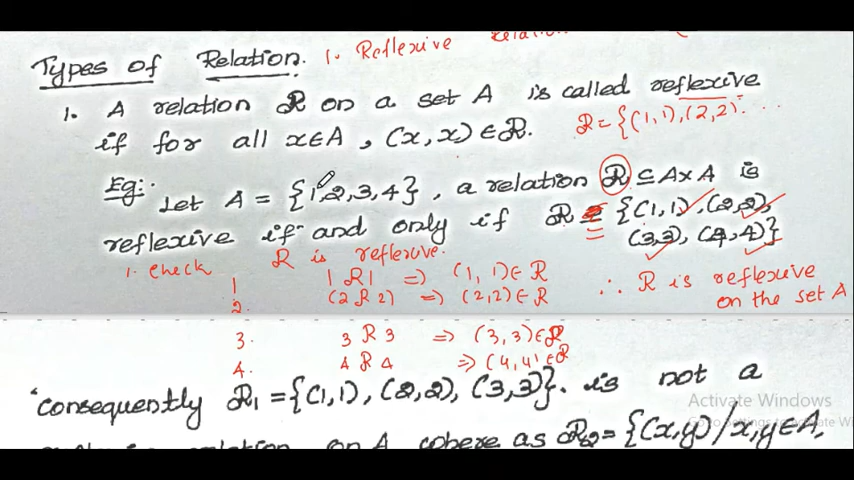 Types of Relation. 1. Reflexive
1. A relation R on a set A is called reflexive
if for all x∈A, (x,x)∈R. R={(1,1),(2,2)...
Eg:- Let A = {1,2,3,4}, a relation R ⊆ A×A is
reflexive if and only if R = {(1,1),(2,2),
(3,3),(4,4)}
1. check R is reflexive.
1 1 R 1 => (1,1)∈R
2. (2 R 2) => (2,2)∈R
∴ R is reflexive
on the set A
3. 3 R 3 => (3,3)∈R
4. 4 R 4 => (4,4)∈R
consequently R₁ = {(1,1), (2,2), (3,3)}. is not a
Activate Windows
on A where as R₂ = {(x,y)/x,y∈A,